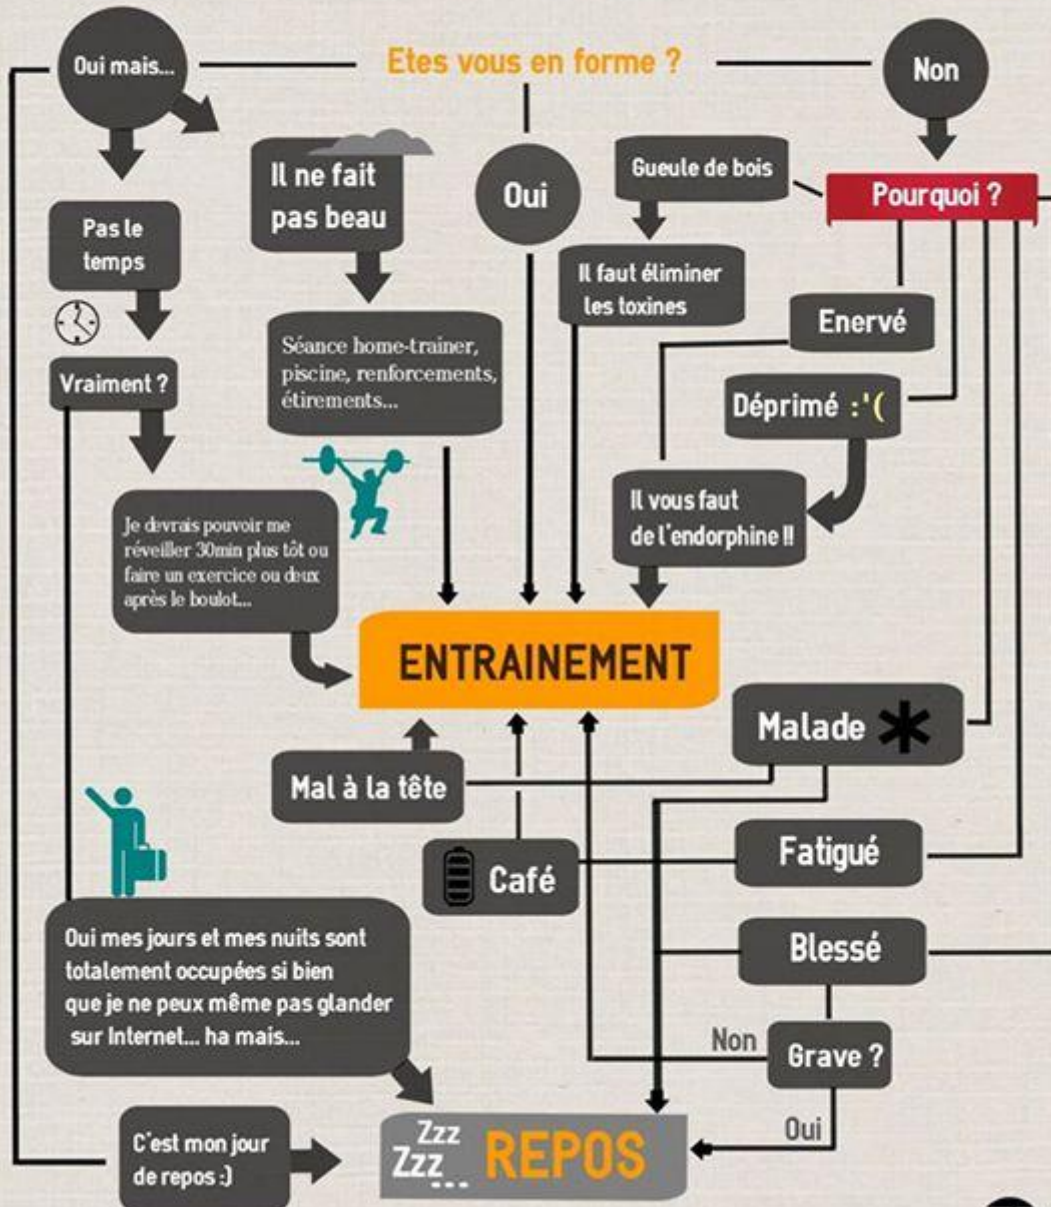 Etes vous en forme ?
Oui mais...
Non
Oui
Il ne fait
pas beau
Gueule de bois
Pourquoi ?
Pas le
temps
Il faut éliminer
les toxines
Enervé
Séance home-trainer,
piscine, renforcements,
étirements...
Vraiment ?
Déprimé :'(
Il vous faut
de l'endorphine !!
Je devrais pouvoir me
réveiller 30min plus tôt ou
faire un exercice ou deux
après le boulot...
ENTRAINEMENT
Malade
Mal à la tête
Fatigué
Café
Blessé
Oui mes jours et mes nuits sont
totalement occupées si bien
que je ne peux même pas glander
sur Internet... ha mais...
Non
Grave ?
Oui
C'est mon jour
de repos :)
Zzz
Zzz...
REPOS